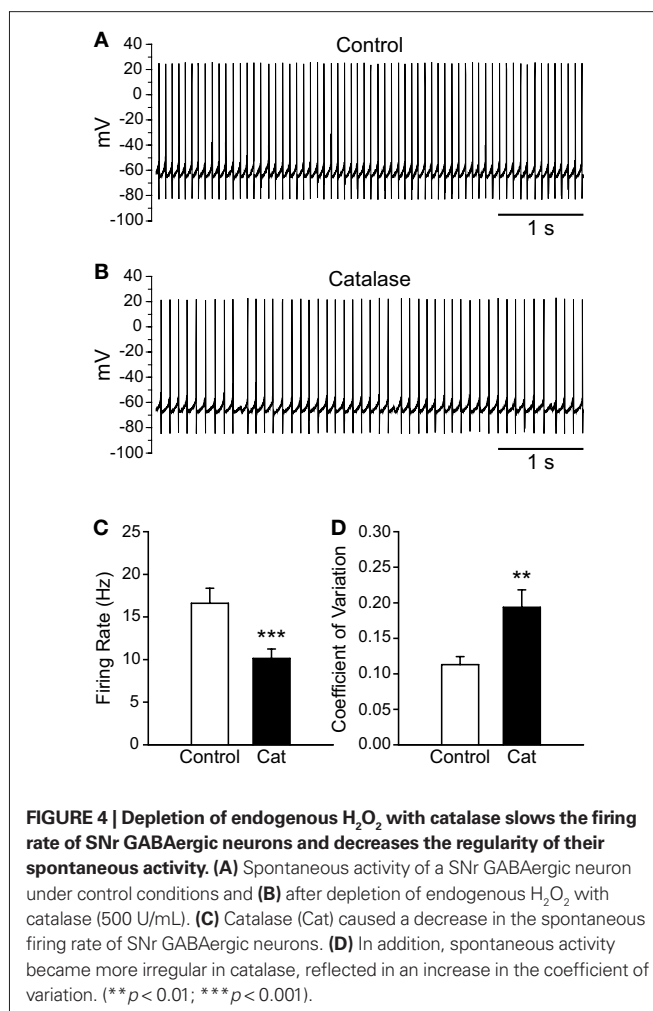 A
Control
40
20
0
-20
-40
-60
-80
-100
mV
1 s
B
Catalase
40
20
0
-20
-40
-60
-80
-100
mV
1 s
C
25
20
15
10
5
0
Firing Rate (Hz)
***
Control Cat
D
0.30
0.25
0.20
0.15
0.10
0.05
0.00
Coefficient of Variation
**
Control Cat
FIGURE 4 | Depletion of endogenous H₂O₂ with catalase slows the firing
rate of SNr GABAergic neurons and decreases the regularity of their
spontaneous activity. (A) Spontaneous activity of a SNr GABAergic neuron
under control conditions and (B) after depletion of endogenous H₂O₂ with
catalase (500 U/mL). (C) Catalase (Cat) caused a decrease in the spontaneous
firing rate of SNr GABAergic neurons. (D) In addition, spontaneous activity
became more irregular in catalase, reflected in an increase in the coefficient of
variation. (**p < 0.01; ***p < 0.001).